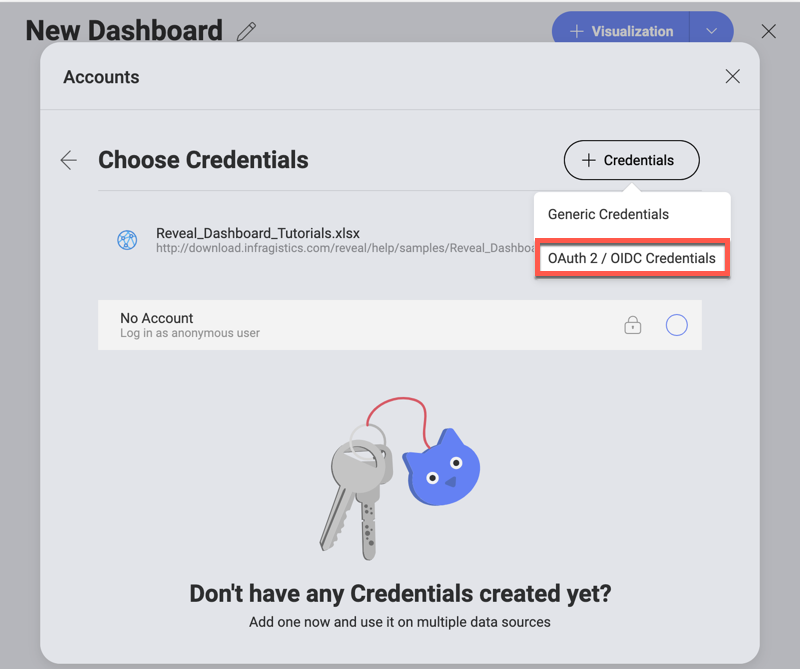 New Dashboard
Visualization
Accounts
Choose Credentials
Credentials
Generic Credentials
Reveal_Dashboard_Tutorials.xlsx
http://download.infragistics.com/reveal/help/samples/Reveal_Dashboa
OAuth 2 / OIDC Credentials
No Account
Log in as anonymous user
Don't have any Credentials created yet?
Add one now and use it on multiple data sources